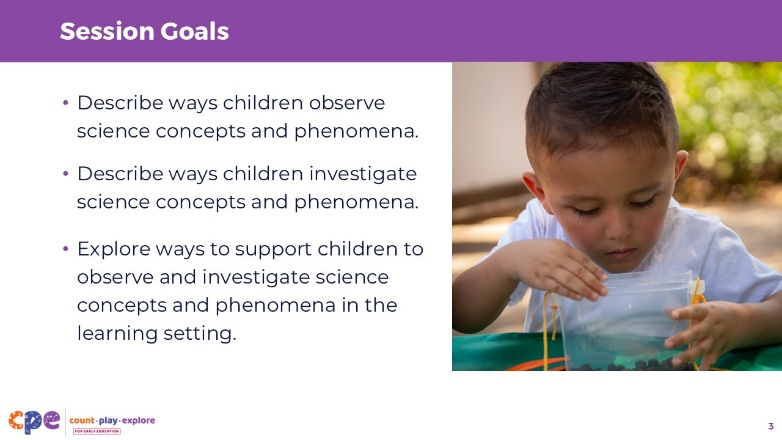 Session Goals
• Describe ways children observe
science concepts and phenomena.
• Describe ways children investigate
science concepts and phenomena.
• Explore ways to support children to
observe and investigate science
concepts and phenomena in the
learning setting.
cpe
count·play·explore
FOR EARLY EDUCATION
3